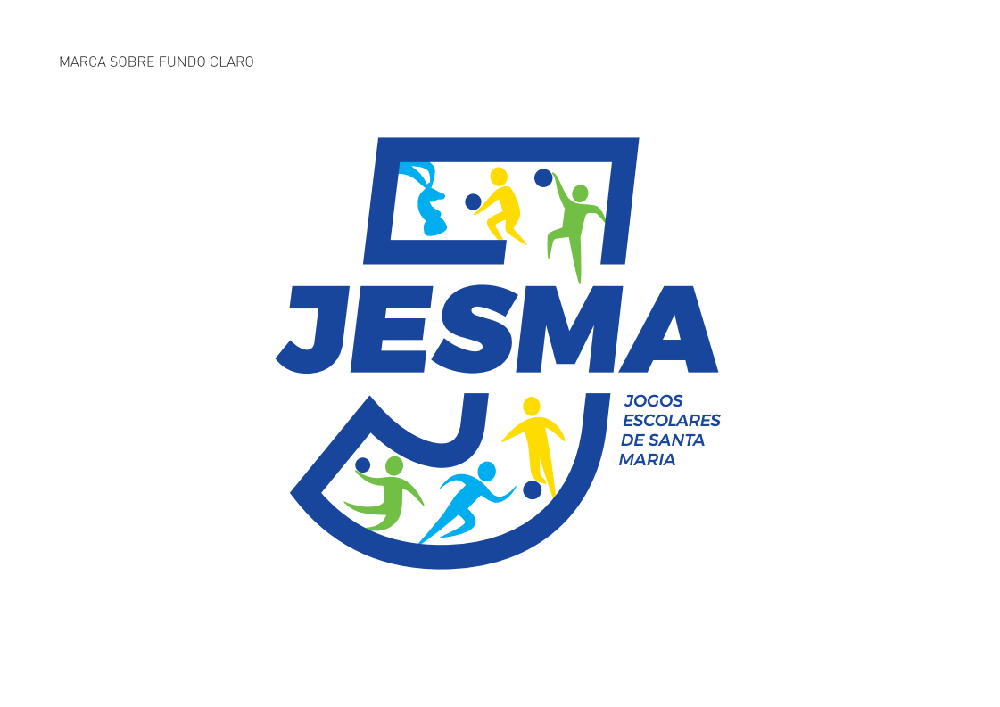 MARCA SOBRE FUNDO CLARO
JESMA
JOGOS
ESCOLARES
DE SANTA
MARIA